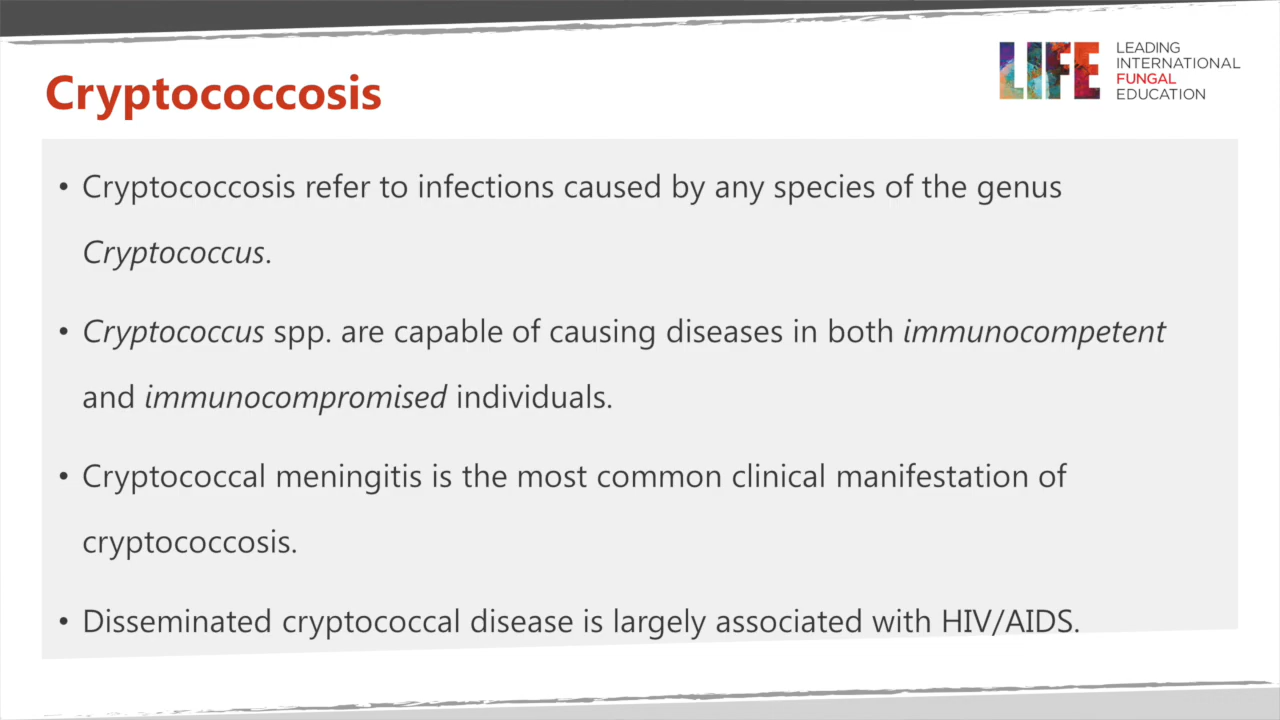 LIFE
LEADING
INTERNATIONAL
FUNGAL
EDUCATION
Cryptococcosis
• Cryptococcosis refer to infections caused by any species of the genus
Cryptococcus.
• Cryptococcus spp. are capable of causing diseases in both immunocompetent
and immunocompromised individuals.
• Cryptococcal meningitis is the most common clinical manifestation of
cryptococcosis.
• Disseminated cryptococcal disease is largely associated with HIV/AIDS.